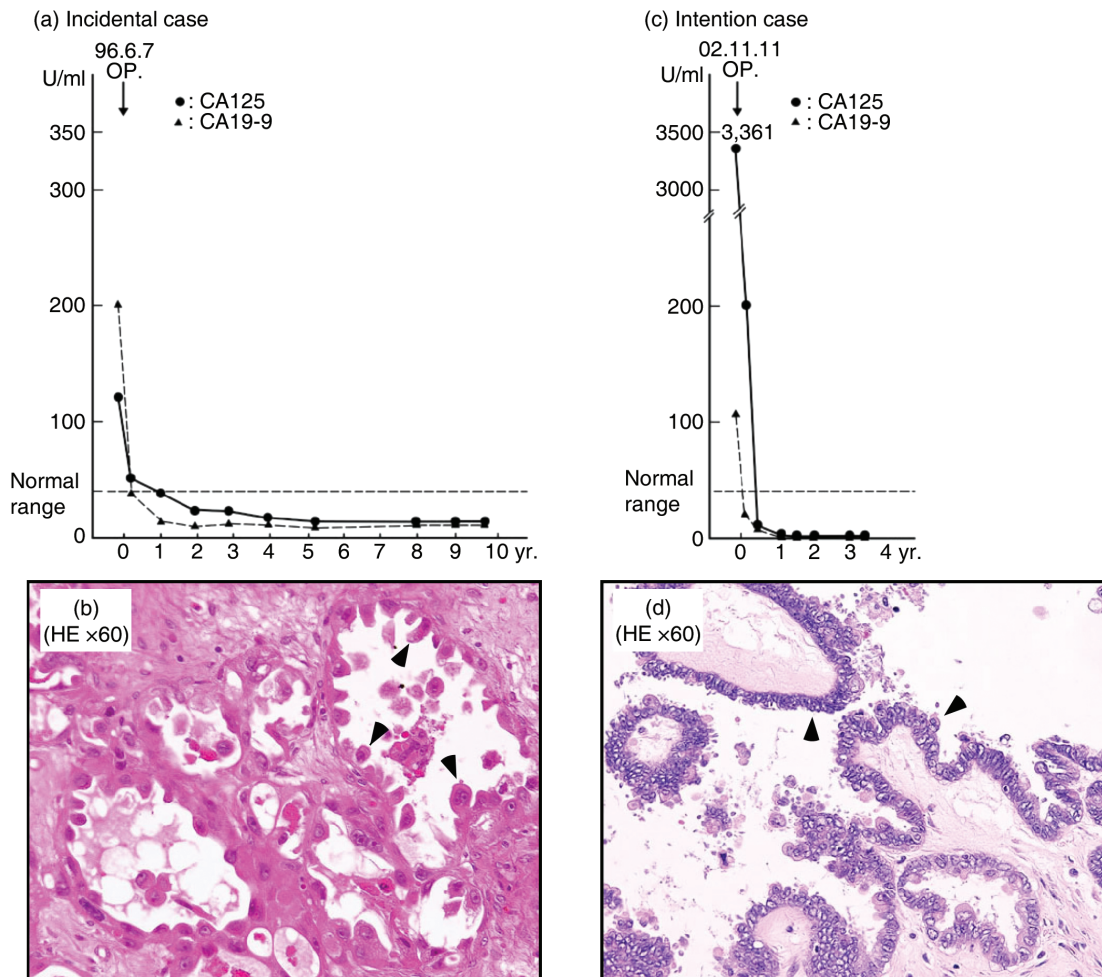 (a) Incidental case
96.6.7
OP.
U/ml
●: CA125
▲: CA19-9
350
300
200
100
Normal
range
0
0 1 2 3 4 5 6 7 8 9 10 yr.
(b)
(HE ×60)
(c) Intention case
02.11.11
OP.
U/ml
●: CA125
▲: CA19-9
3500
3,361
3000
200
100
Normal
range
0
0 1 2 3 4 yr.
(d)
(HE ×60)